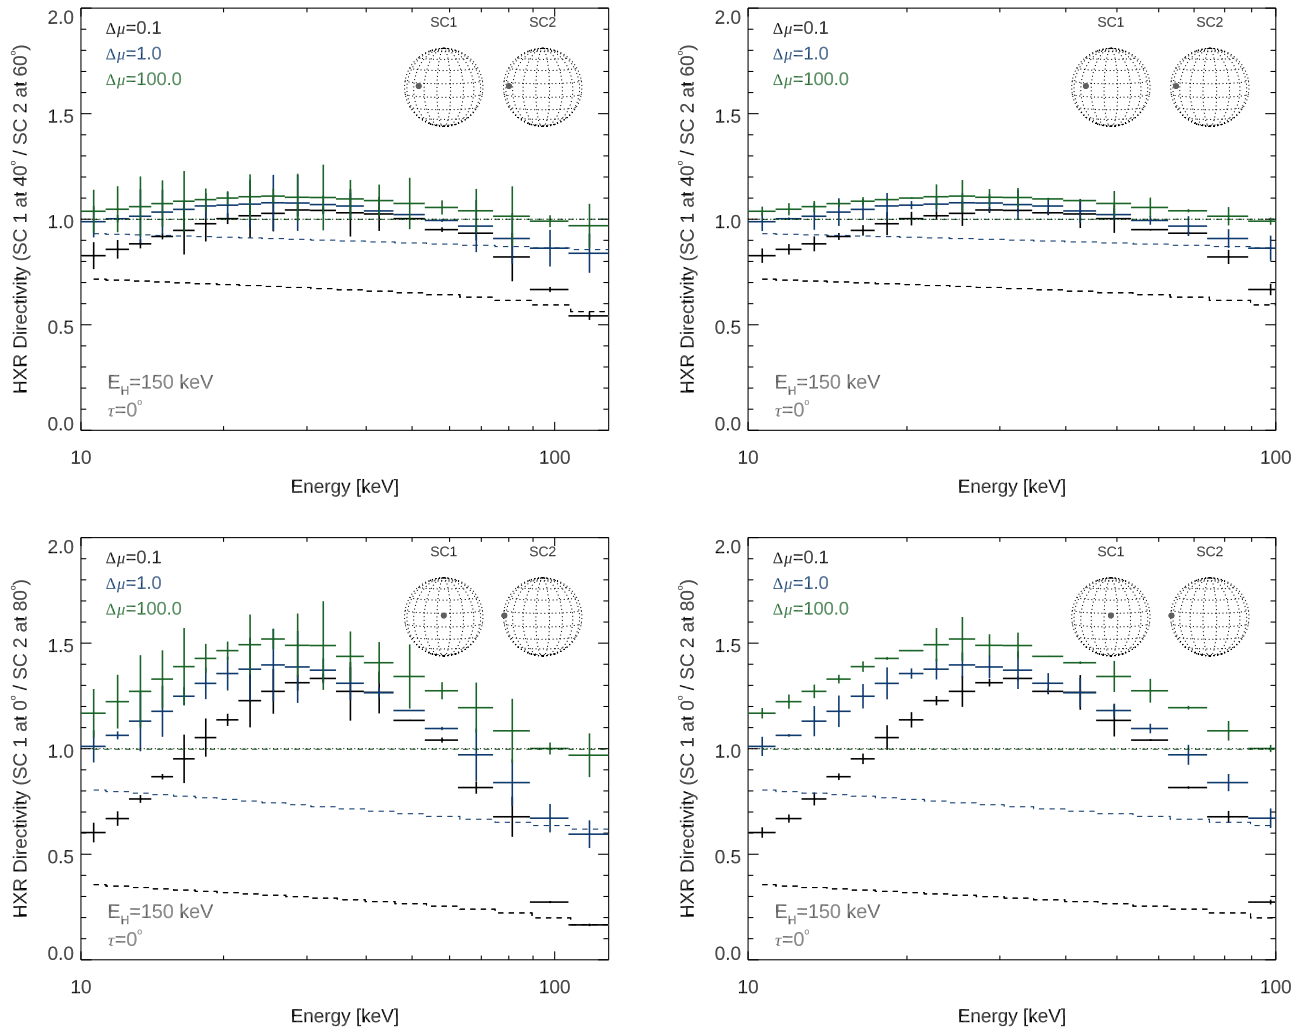 HXR Directivity (SC 1 at 40° / SC 2 at 60°)
2.0
1.5
1.0
0.5
0.0
Δμ=0.1
Δμ=1.0
Δμ=100.0
SC1
SC2
E_H=150 keV
τ=0°
10
100
Energy [keV]
HXR Directivity (SC 1 at 40° / SC 2 at 60°)
2.0
1.5
1.0
0.5
0.0
Δμ=0.1
Δμ=1.0
Δμ=100.0
SC1
SC2
E_H=150 keV
τ=0°
10
100
Energy [keV]
HXR Directivity (SC 1 at 0° / SC 2 at 80°)
2.0
1.5
1.0
0.5
0.0
Δμ=0.1
Δμ=1.0
Δμ=100.0
SC1
SC2
E_H=150 keV
τ=0°
10
100
Energy [keV]
HXR Directivity (SC 1 at 0° / SC 2 at 80°)
2.0
1.5
1.0
0.5
0.0
Δμ=0.1
Δμ=1.0
Δμ=100.0
SC1
SC2
E_H=150 keV
τ=0°
10
100
Energy [keV]